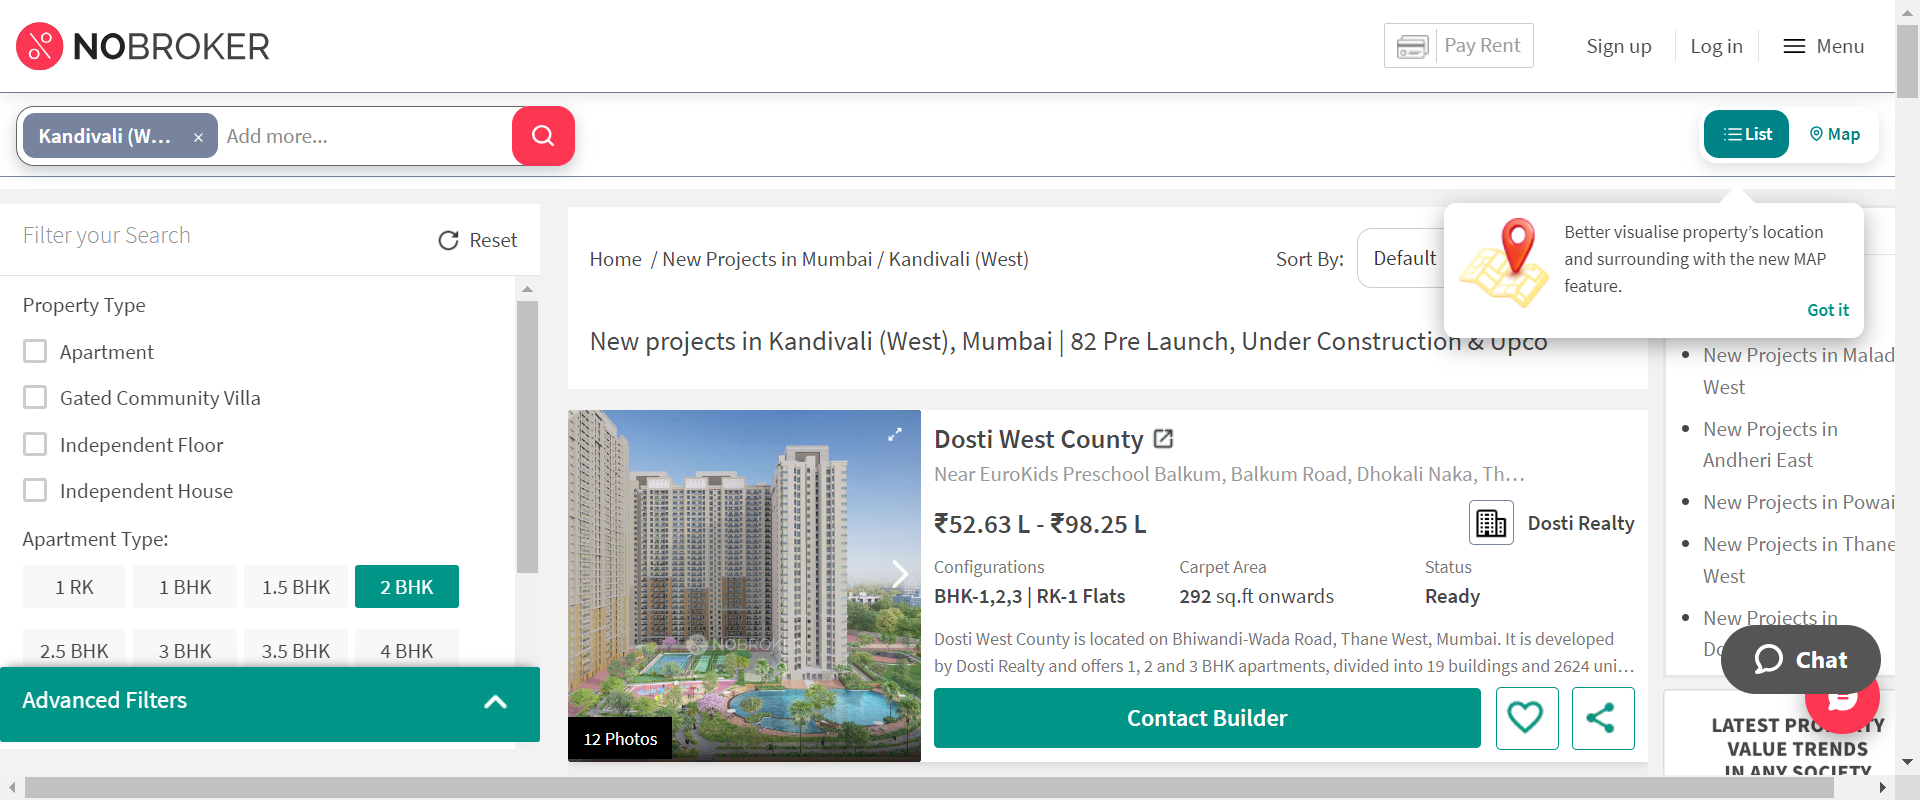 NOBROKER
Pay Rent
Sign up
Log in
Menu
Kandivali (W...
×
Add more...
List
Map
Filter your Search
Reset
Property Type
Apartment
Gated Community Villa
Independent Floor
Independent House
Apartment Type:
1 RK
1 BHK
1.5 BHK
2 BHK
2.5 BHK
3 BHK
3.5 BHK
4 BHK
Advanced Filters
Home / New Projects in Mumbai / Kandivali (West)
Sort By:
Default
New projects in Kandivali (West), Mumbai | 82 Pre Launch, Under Construction & Upco
Better visualise property's location
and surrounding with the new MAP
feature.
Got it
NOBROK
12 Photos
Dosti West County
Near EuroKids Preschool Balkum, Balkum Road, Dhokali Naka, Th...
₹52.63 L - ₹98.25 L
Dosti Realty
Configurations
BHK-1,2,3 | RK-1 Flats
Carpet Area
292 sq.ft onwards
Status
Ready
Dosti West County is located on Bhiwandi-Wada Road, Thane West, Mumbai. It is developed
by Dosti Realty and offers 1, 2 and 3 BHK apartments, divided into 19 buildings and 2624 uni...
Contact Builder
New Projects in Malad
West
New Projects in
Andheri East
New Projects in Powai
New Projects in Thane
West
New Projects in
Chat
LATEST PROPERTY
VALUE TRENDS
IN ANY SOCIETY